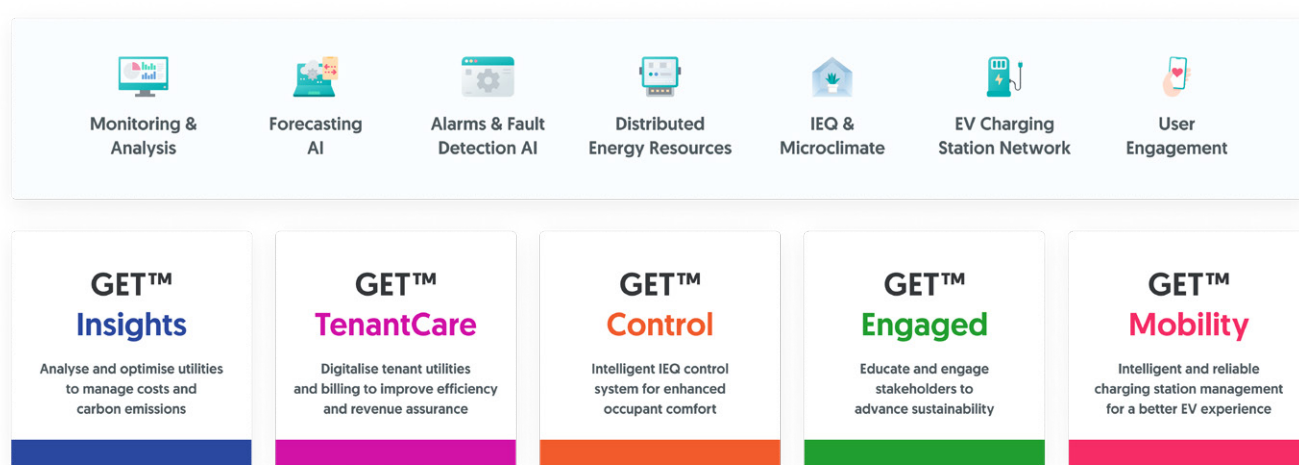 Monitoring &
Analysis
Forecasting
AI
Alarms & Fault
Detection AI
Distributed
Energy Resources
IEQ &
Microclimate
EV Charging
Station Network
User
Engagement
GET™
Insights
Analyse and optimise utilities
to manage costs and
carbon emissions
GET™
TenantCare
Digitalise tenant utilities
and billing to improve efficiency
and revenue assurance
GET™
Control
Intelligent IEQ control
system for enhanced
occupant comfort
GET™
Engaged
Educate and engage
stakeholders to
advance sustainability
GET™
Mobility
Intelligent and reliable
charging station management
for a better EV experience